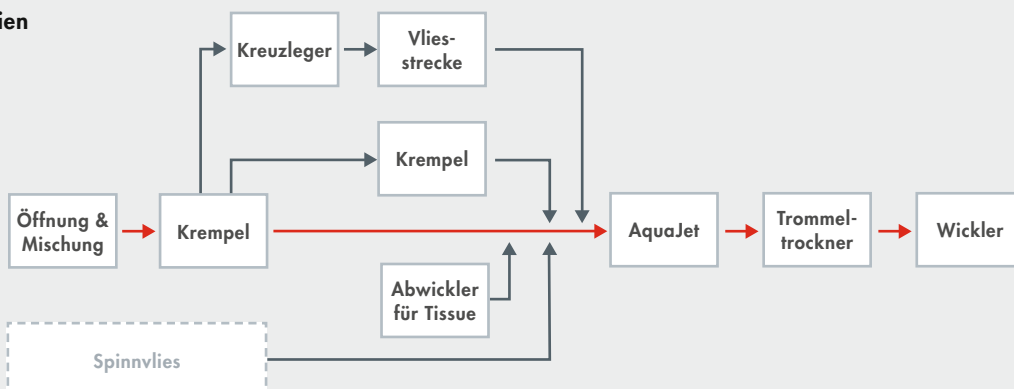 ien
Kreuzleger
Vlies-
strecke
Krempel
Öffnung &
Mischung
Krempel
AquaJet
Trommel-
trockner
Wickler
Abwickler
für Tissue
Spinnvlies